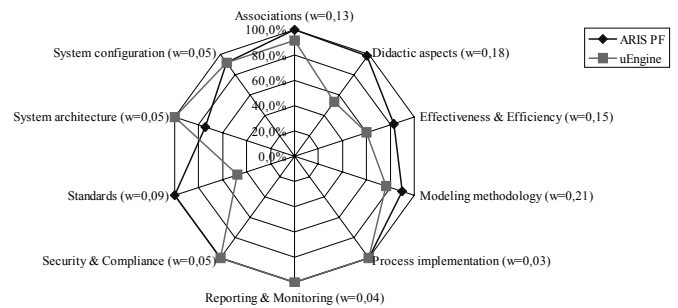 Associations (w=0,13)
100,0%
80,0%
60,0%
40,0%
20,0%
0,0%
Didactic aspects (w=0,18)
Effectiveness & Efficiency (w=0,15)
Modeling methodology (w=0,21)
Process implementation (w=0,03)
Reporting & Monitoring (w=0,04)
Security & Compliance (w=0,05)
Standards (w=0,09)
System architecture (w=0,05)
System configuration (w=0,05)
ARIS PF
uEngine